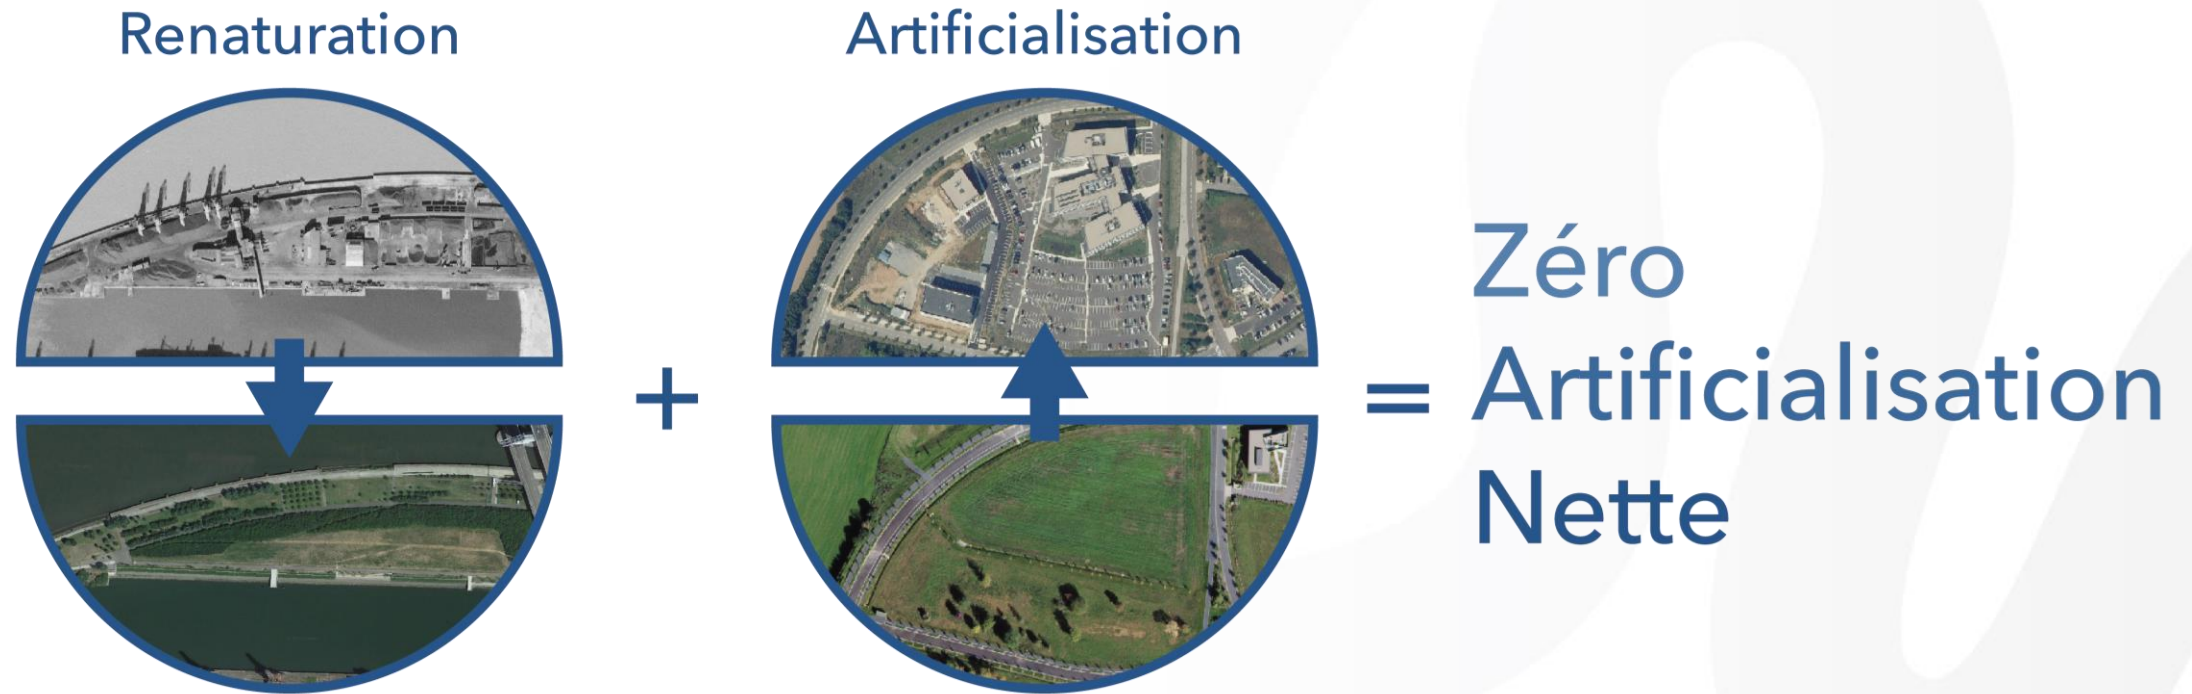 Renaturation
Artificialisation
+
=
Zéro
Artificialisation
Nette